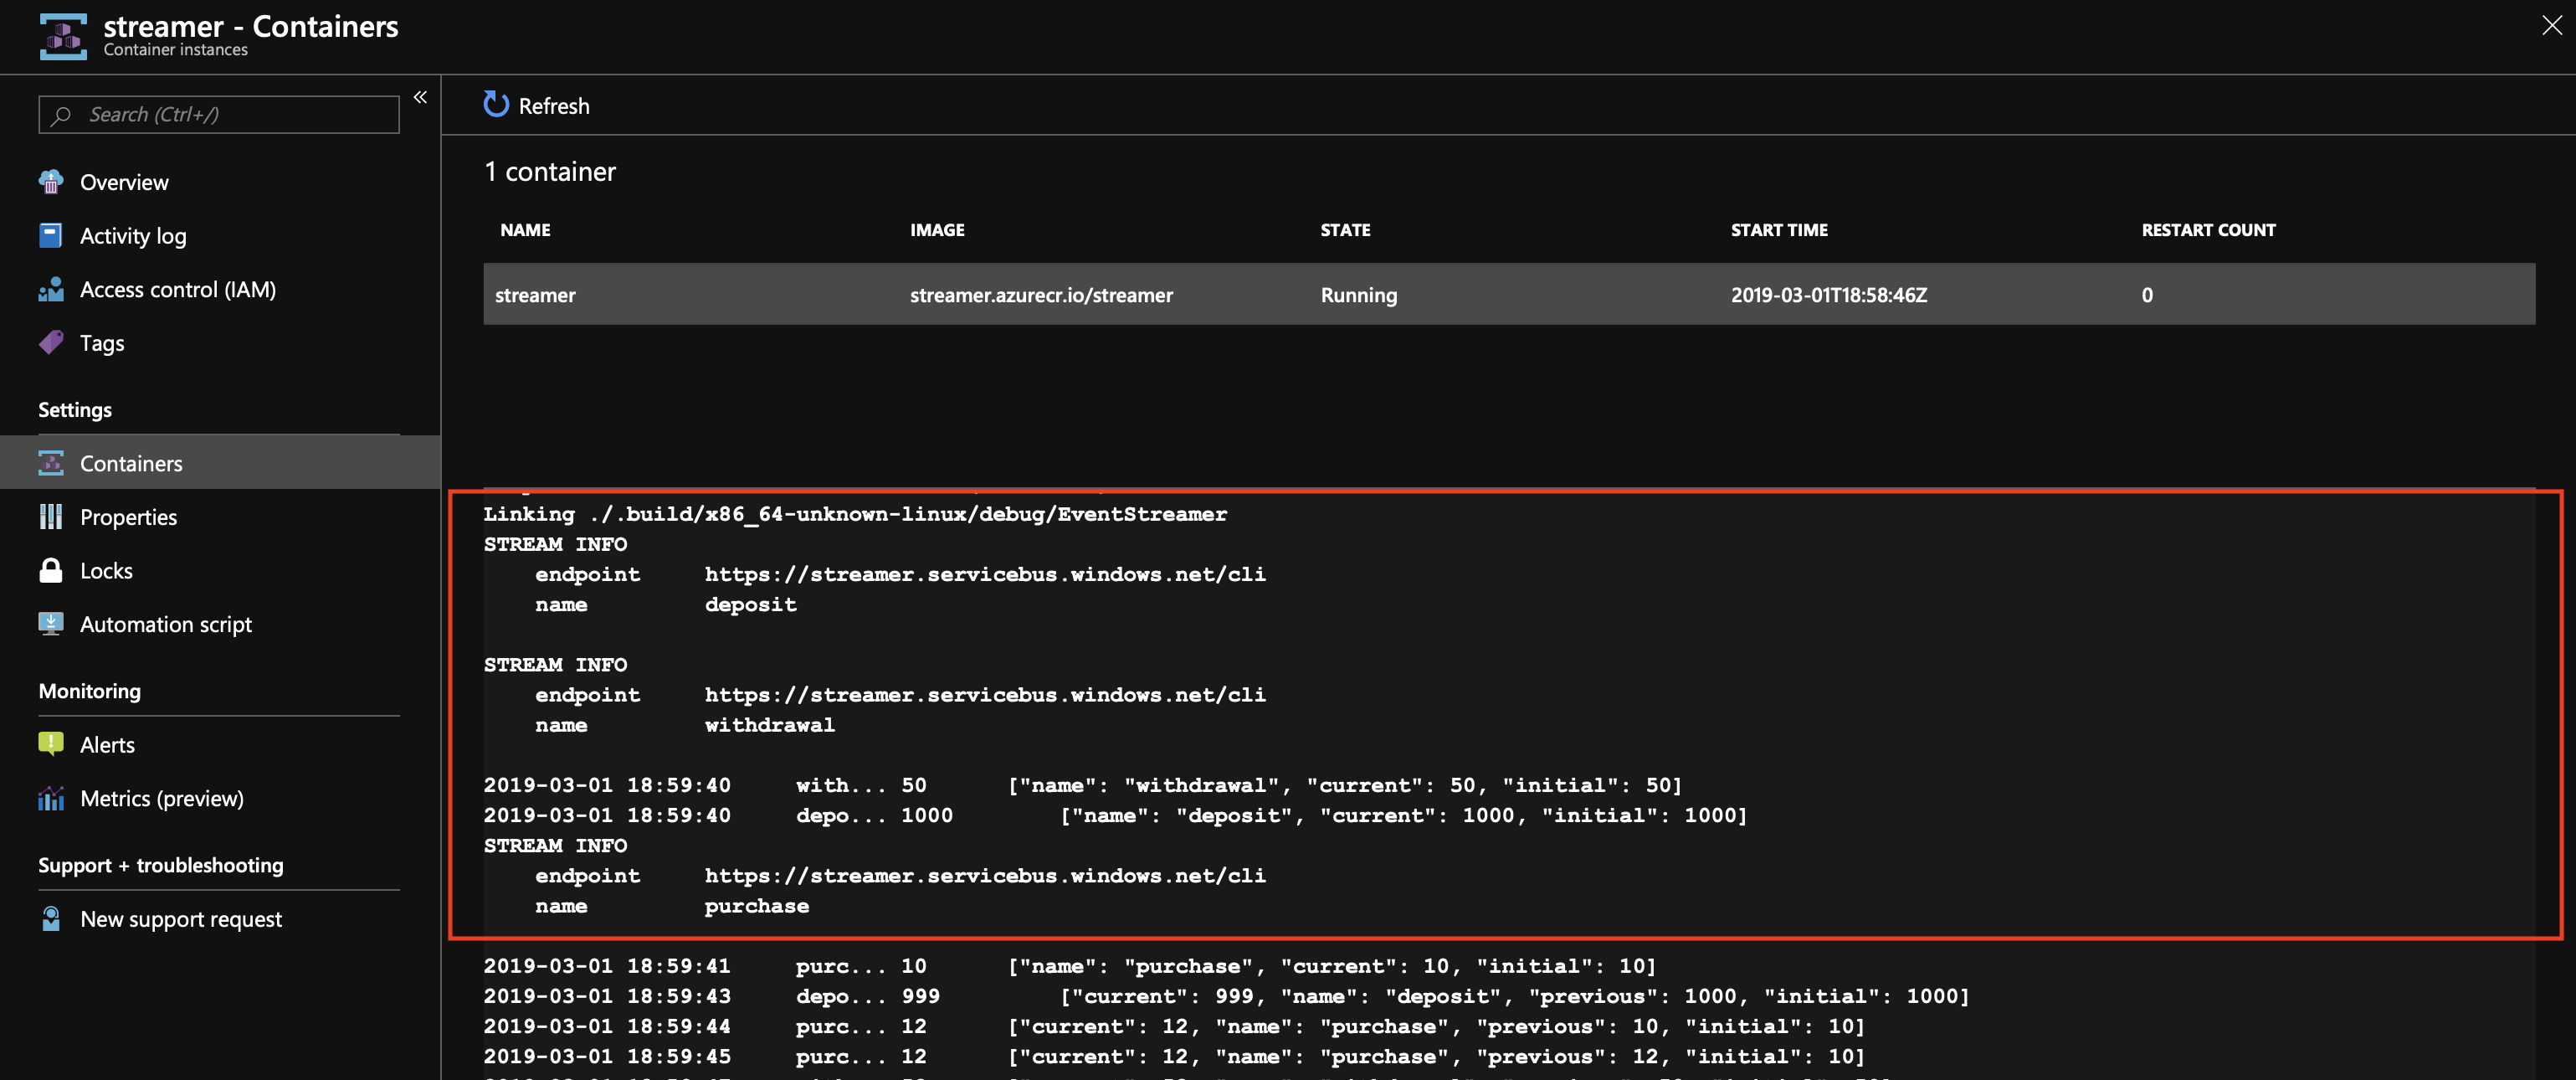 streamer - Containers
Container instances
Search (Ctrl+/)
Overview
Activity log
Access control (IAM)
Tags
Settings
Containers
Properties
Locks
Automation script
Monitoring
Alerts
Metrics (preview)
Support + troubleshooting
New support request
Refresh
1 container
NAME IMAGE STATE START TIME RESTART COUNT
streamer streamer.azurecr.io/streamer Running 2019-03-01T18:58:46Z 0
Linking ./.build/x86_64-unknown-linux/debug/EventStreamer
STREAM INFO
endpoint https://streamer.servicebus.windows.net/cli
name deposit
STREAM INFO
endpoint https://streamer.servicebus.windows.net/cli
name withdrawal
2019-03-01 18:59:40 with... 50 ["name": "withdrawal", "current": 50, "initial": 50]
2019-03-01 18:59:40 depo... 1000 ["name": "deposit", "current": 1000, "initial": 1000]
STREAM INFO
endpoint https://streamer.servicebus.windows.net/cli
name purchase
2019-03-01 18:59:41 purc... 10 ["name": "purchase", "current": 10, "initial": 10]
2019-03-01 18:59:43 depo... 999 ["current": 999, "name": "deposit", "previous": 1000, "initial": 1000]
2019-03-01 18:59:44 purc... 12 ["current": 12, "name": "purchase", "previous": 10, "initial": 10]
2019-03-01 18:59:45 purc... 12 ["current": 12, "name": "purchase", "previous": 12, "initial": 10]